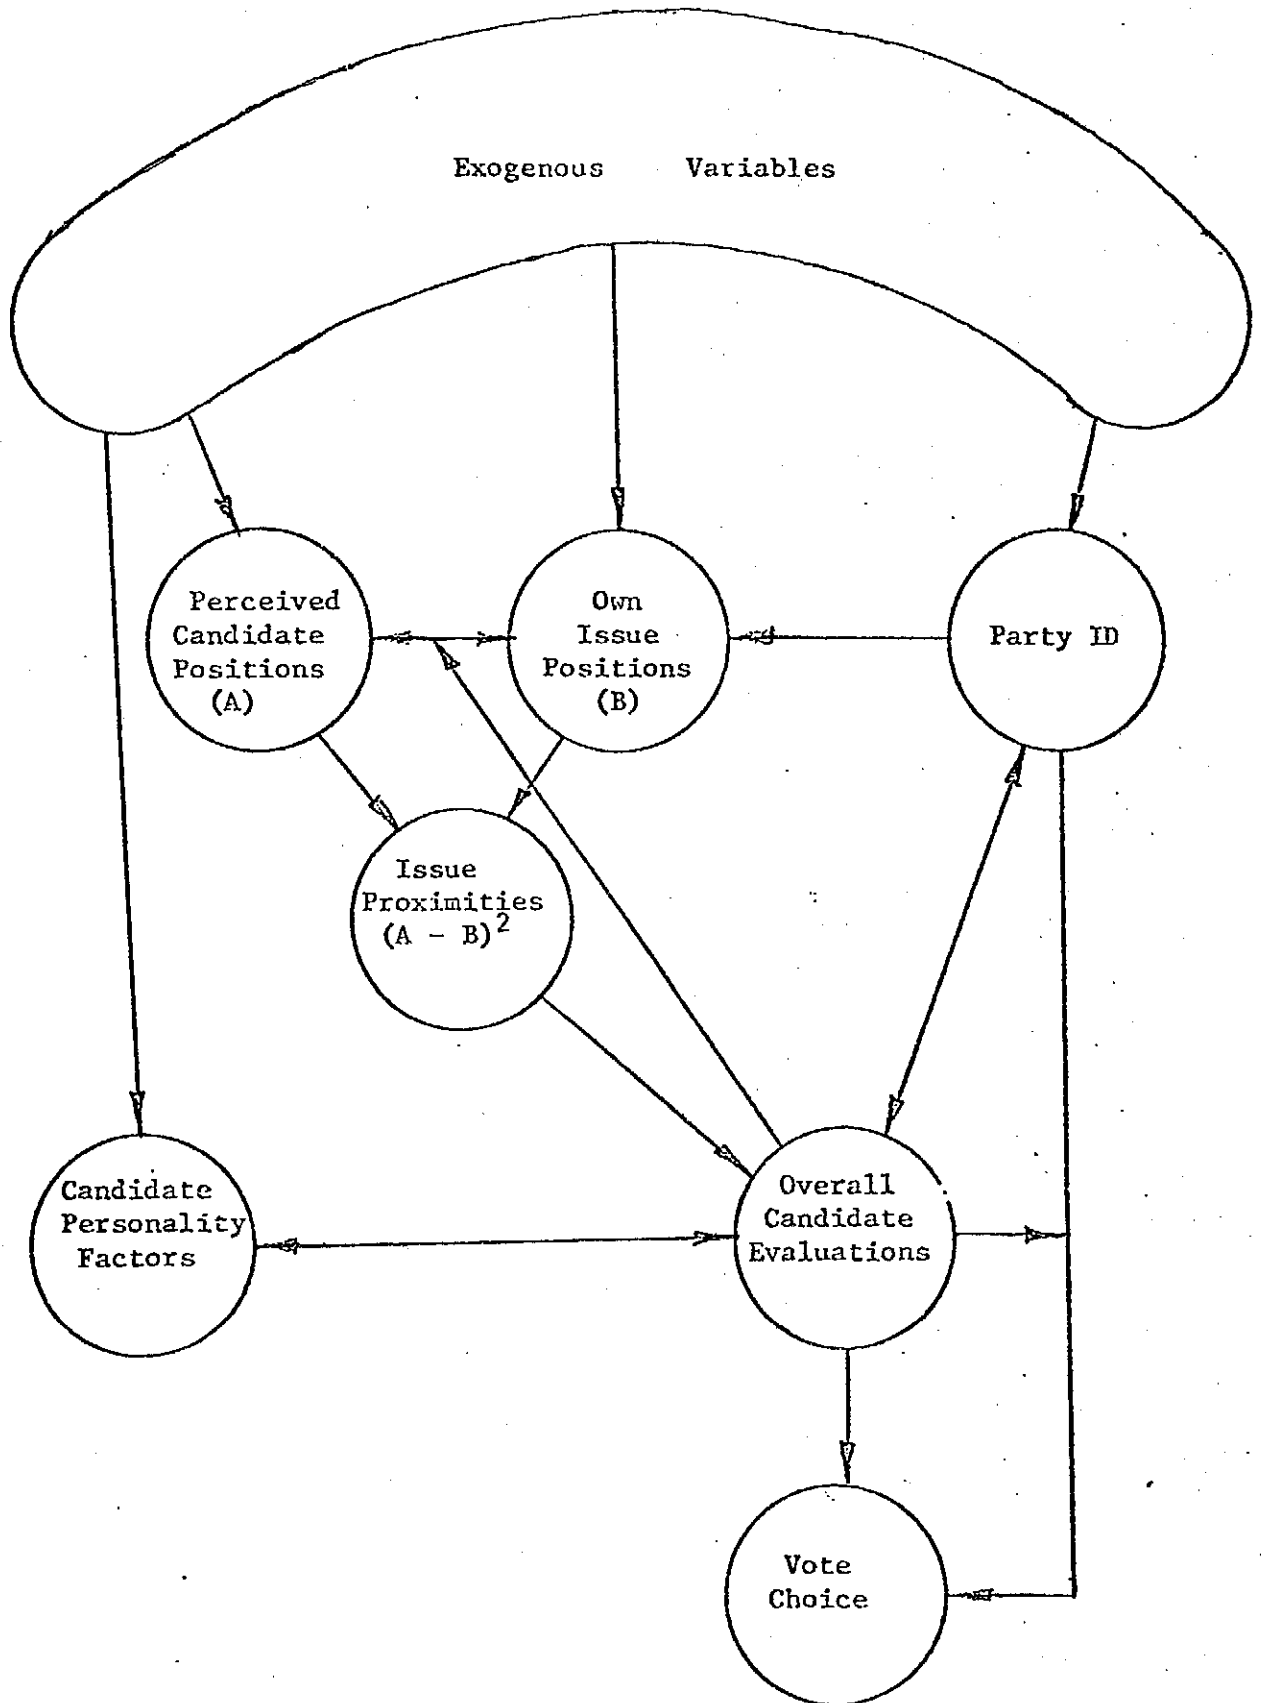 Exogenous Variables
Perceived
Candidate
Positions
(A)
Own
Issue
Positions
(B)
Party ID
Issue
Proximities
(A - B)²
Candidate
Personality
Factors
Overall
Candidate
Evaluations
Vote
Choice